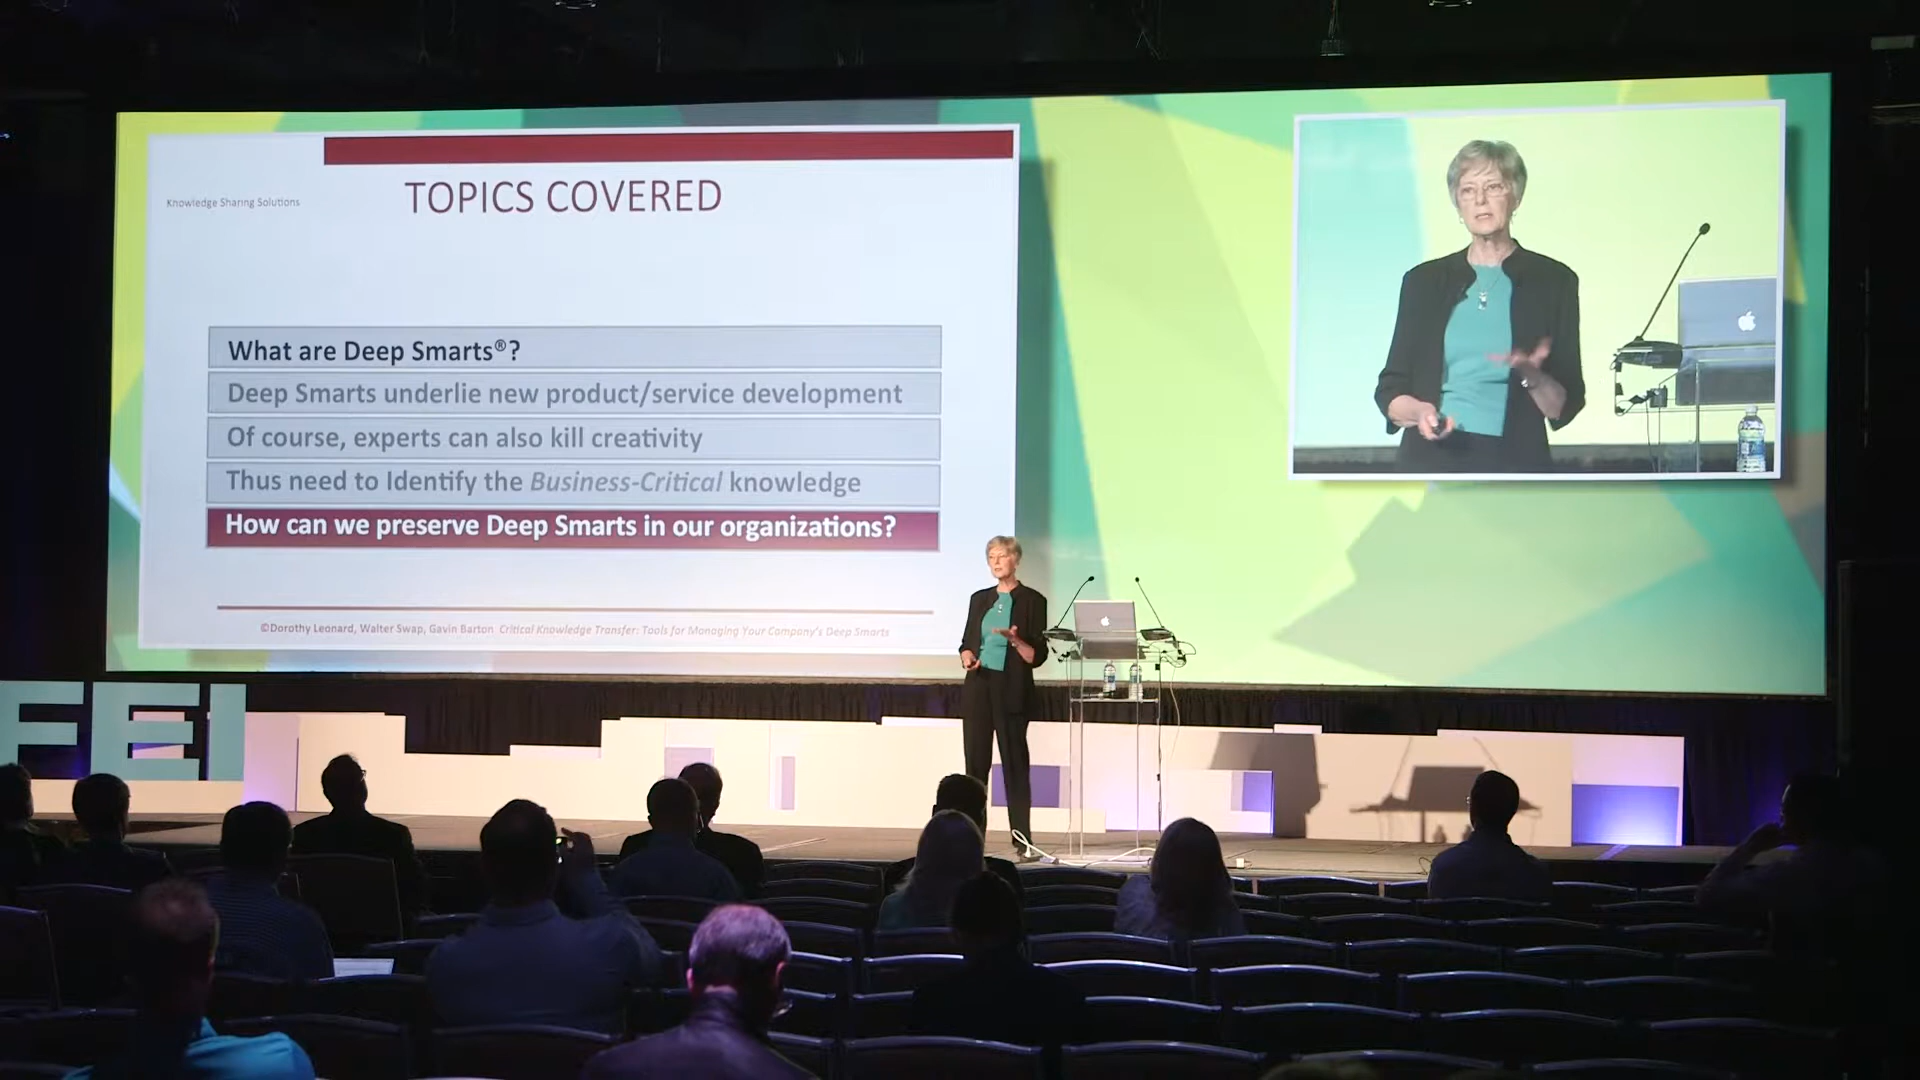 Knowledge Sharing Solutions
TOPICS COVERED
What are Deep Smarts®?
Deep Smarts underlie new product/service development
Of course, experts can also kill creativity
Thus need to Identify the Business-Critical knowledge
How can we preserve Deep Smarts in our organizations?
©Dorothy Leonard, Walter Swap, Gavin Barton Critical Knowledge Transfer: Tools for Managing Your Company's Deep Smarts
FEI